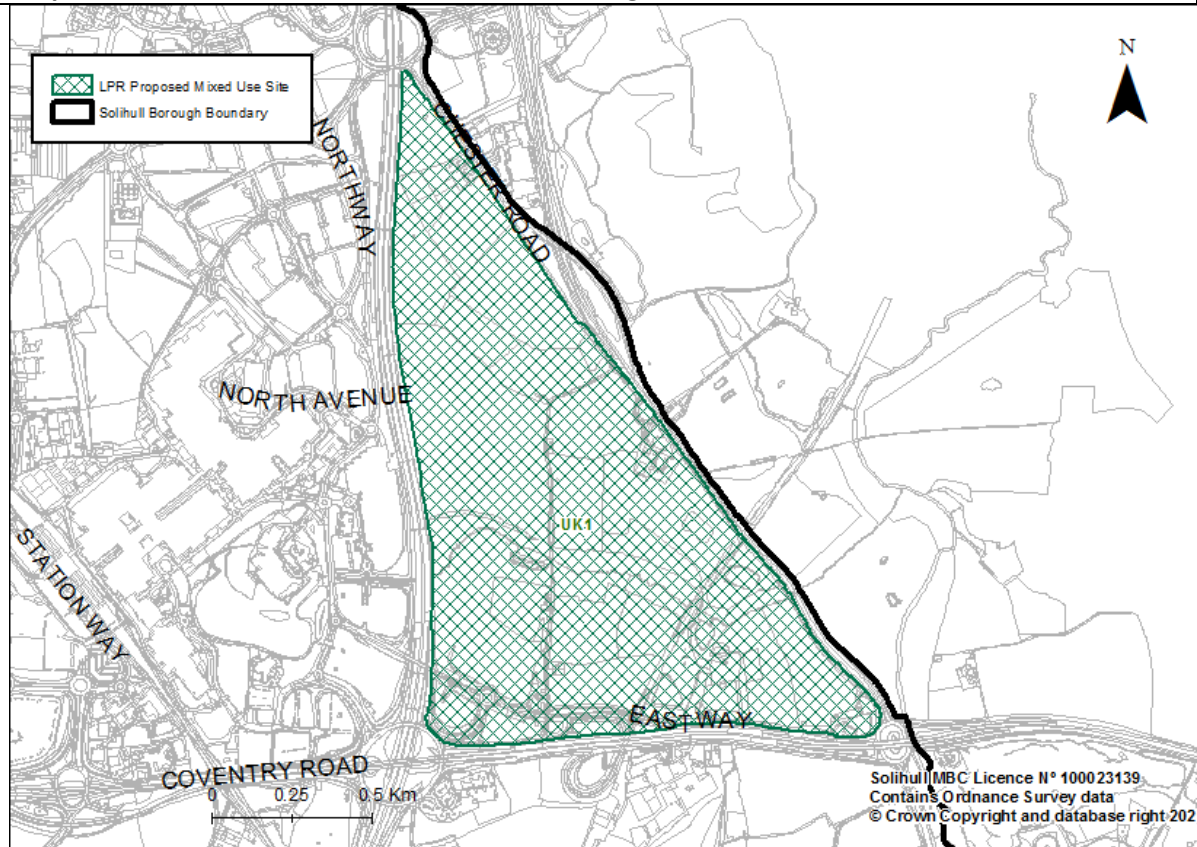 N
LPR Proposed Mixed Use Site
Solihull Borough Boundary
NORTHWAY
CHESTER ROAD
NORTH AVENUE
UK1
STATION WAY
EASTWAY
COVENTRY ROAD
0 0.25 0.5 Km
Solihull MBC Licence Nº 100023139
Contains Ordnance Survey data
© Crown Copyright and database right 202